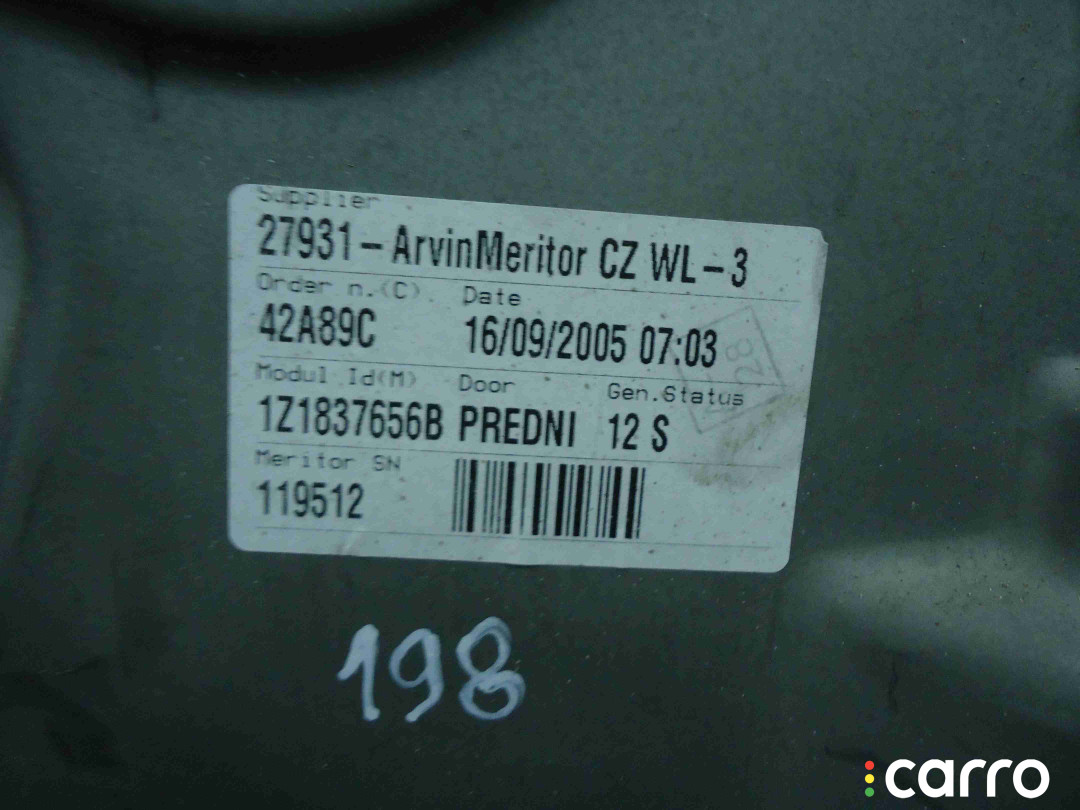 Supplier
27931 - ArvinMeritor CZ WL - 3
Order n.(C) Date
42A89C 16/09/2005 07:03
Modul Id(M) Door Gen.Status
1Z1837656B PREDNI 12 S
Meritor SN
119512
28
198
carro